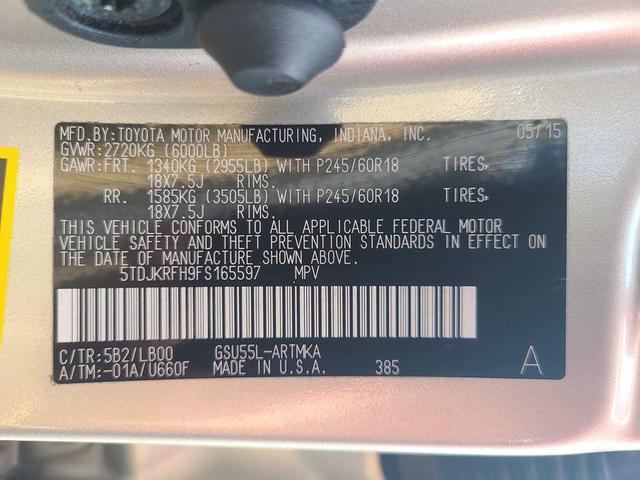 MFD.BY:TOYOTA MOTOR MANUFACTURING, INDIANA, INC. 05/15
GVWR:2720KG (6000LB)
GAWR:FRT. 1340KG (2955LB) WITH P245/60R18 TIRES,
18X7.5J RIMS.
RR. 1585KG (3505LB) WITH P245/60R18 TIRES,
18X7.5J RIMS.
THIS VEHICLE CONFORMS TO ALL APPLICABLE FEDERAL MOTOR
VEHICLE SAFETY AND THEFT PREVENTION STANDARDS IN EFFECT ON
THE DATE OF MANUFACTURE SHOWN ABOVE.
5TDJKRFH9FS165597 MPV
C/TR:5B2/LB00 GSU55L-ARTMKA
A/TM:-01A/U660F MADE IN U.S.A. 385 A